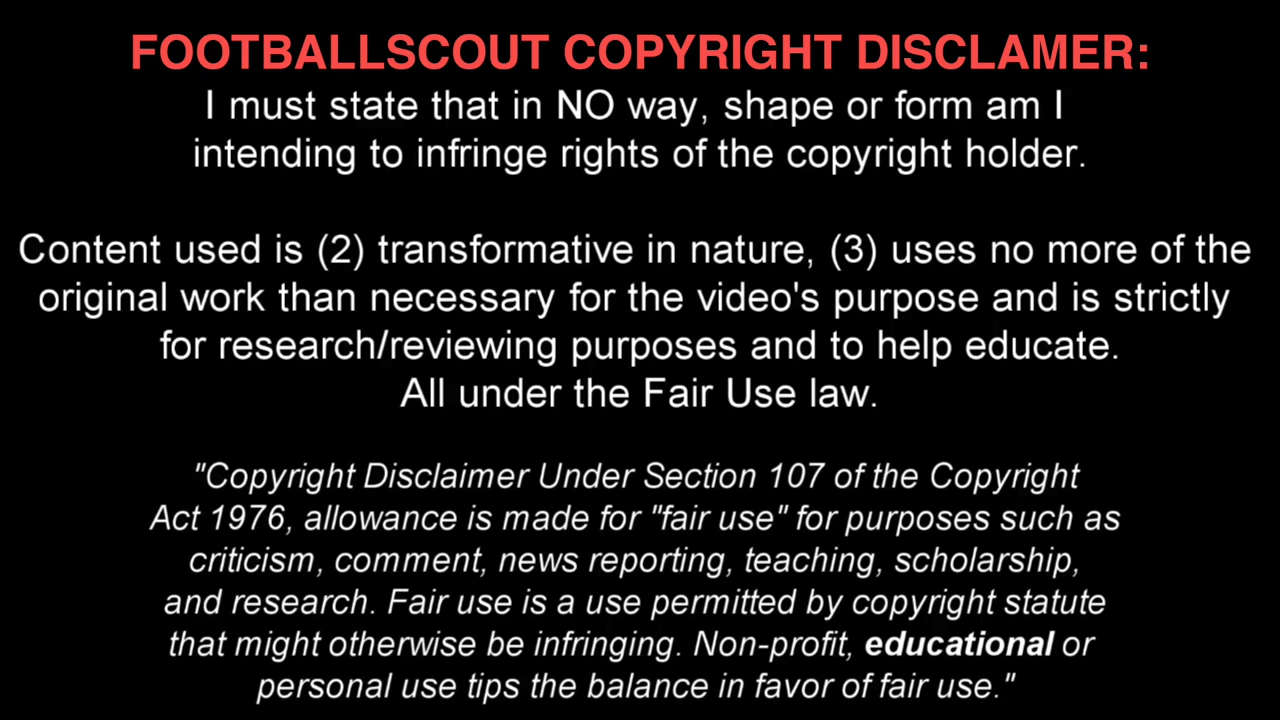 FOOTBALLSCOUT COPYRIGHT DISCLAMER:
I must state that in NO way, shape or form am I
intending to infringe rights of the copyright holder.
Content used is (2) transformative in nature, (3) uses no more of the
original work than necessary for the video's purpose and is strictly
for research/reviewing purposes and to help educate.
All under the Fair Use law.
"Copyright Disclaimer Under Section 107 of the Copyright
Act 1976, allowance is made for "fair use" for purposes such as
criticism, comment, news reporting, teaching, scholarship,
and research. Fair use is a use permitted by copyright statute
that might otherwise be infringing. Non-profit, educational or
personal use tips the balance in favor of fair use."